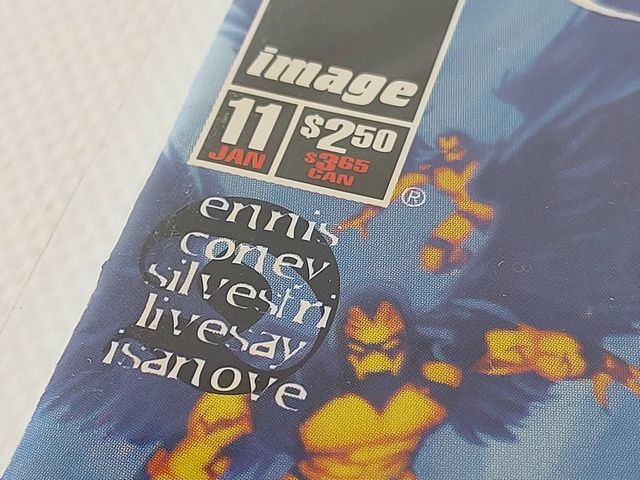 image
11 $2.50
JAN $3.65
CAN
®
ennis
coney
silvestri
livesay
isanove